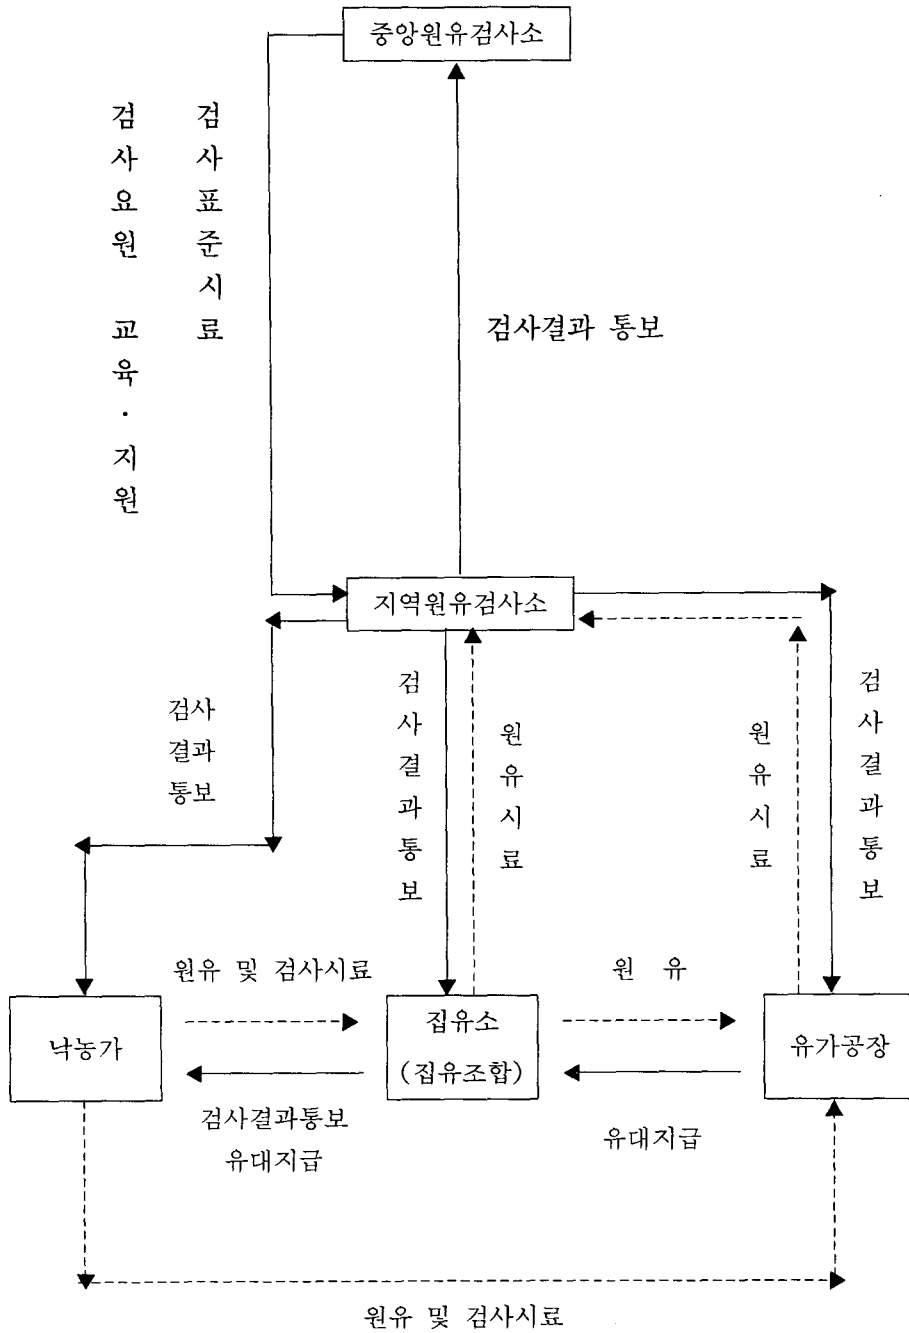 중앙원유검사소
검사요원 교육·지원
검사표준시료
검사결과 통보
지역원유검사소
검사
결과
통보
검사결과통보
원유시료
원유시료
검사결과통보
원유 및 검사시료
원 유
낙농가
집유소
(집유조합)
유가공장
검사결과통보
유대지급
유대지급
원유 및 검사시료